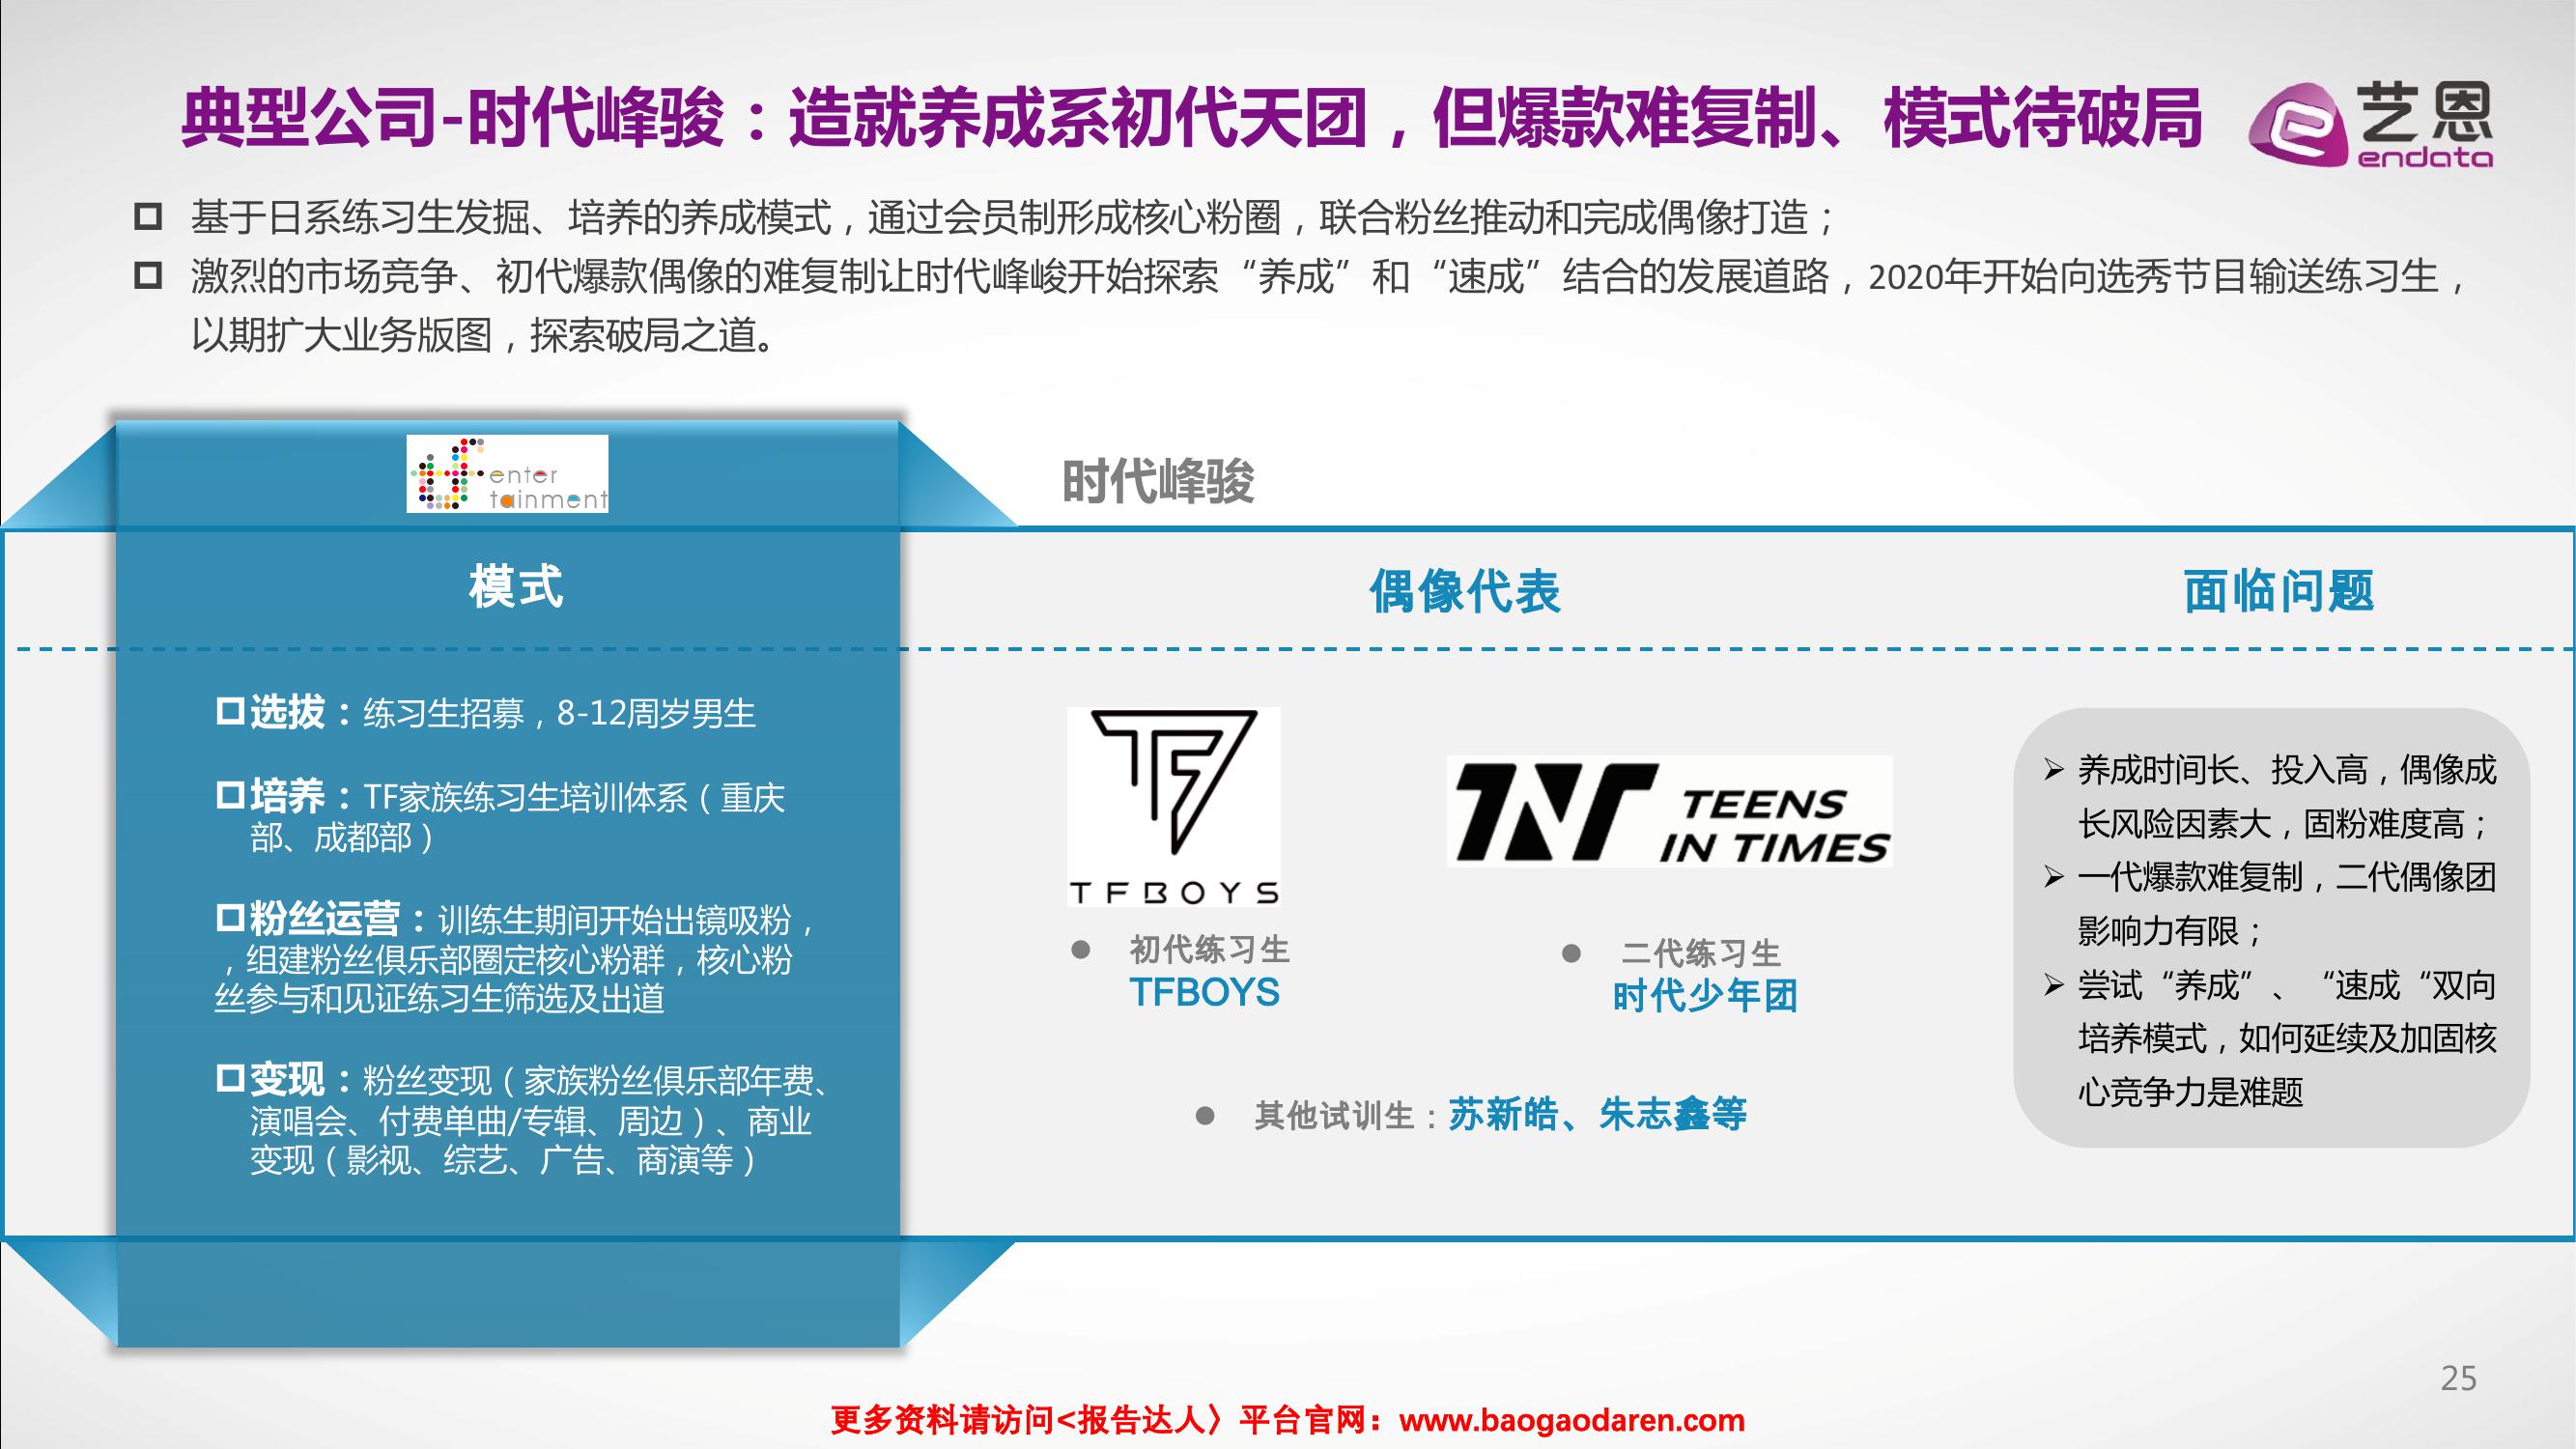 典型公司-时代峰骏：造就养成系初代天团，但爆款难复制、模式待破局
艺恩
endata
基于日系练习生发掘、培养的养成模式，通过会员制形成核心粉圈，联合粉丝推动和完成偶像打造；
激烈的市场竞争、初代爆款偶像的难复制让时代峰峻开始探索“养成”和“速成”结合的发展道路，2020年开始向选秀节目输送练习生，
以期扩大业务版图，探索破局之道。
tf enter
tainment
时代峰骏
模式
偶像代表
面临问题
选拔：练习生招募，8-12周岁男生
培养：TF家族练习生培训体系（重庆
部、成都部）
粉丝运营：训练生期间开始出镜吸粉，
，组建粉丝俱乐部圈定核心粉群，核心粉
丝参与和见证练习生筛选及出道
变现：粉丝变现（家族粉丝俱乐部年费、
演唱会、付费单曲/专辑、周边）、商业
变现（影视、综艺、广告、商演等）
TFBOYS
TNT TEENS
IN TIMES
● 初代练习生
TFBOYS
● 二代练习生
时代少年团
● 其他试训生：苏新皓、朱志鑫等
➢ 养成时间长、投入高，偶像成
长风险因素大，固粉难度高；
➢ 一代爆款难复制，二代偶像团
影响力有限；
➢ 尝试“养成”、“速成“双向
培养模式，如何延续及加固核
心竞争力是难题
25
更多资料请访问<报告达人〉平台官网：www.baogaodaren.com